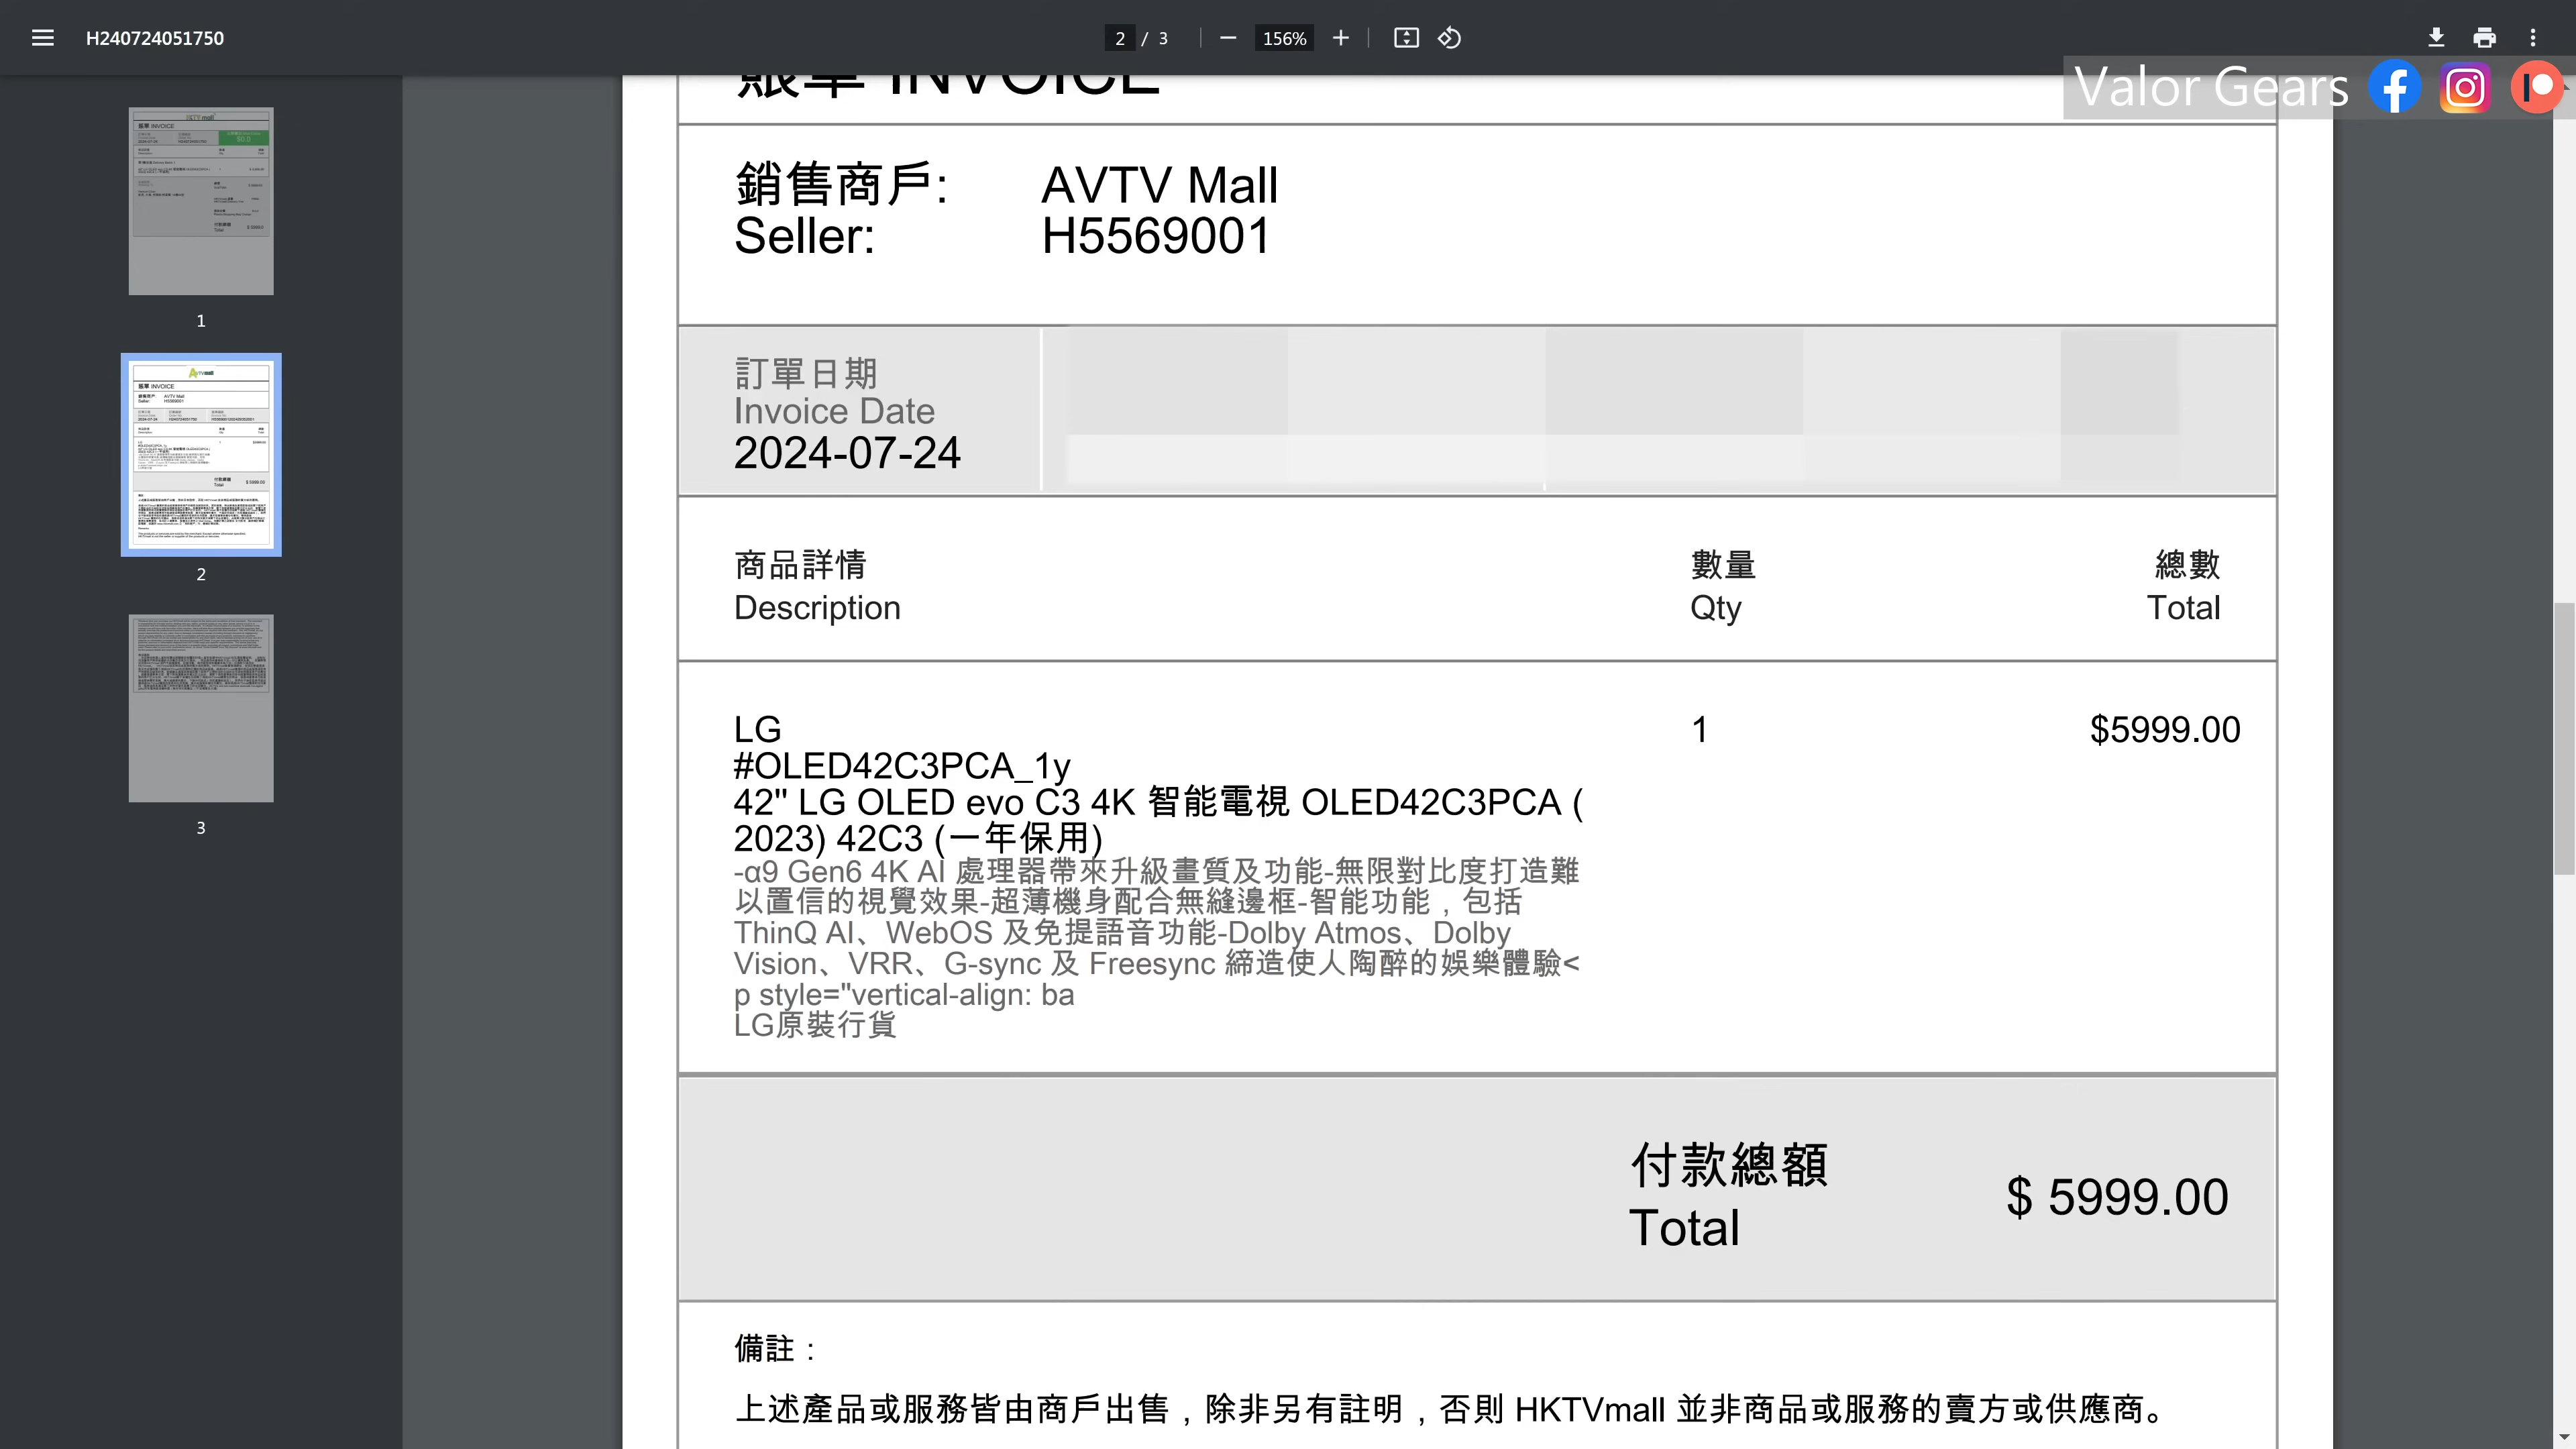 H240724051750
2 / 3
156%
Valor Gears
1
2
3
賬單 INVOICE
銷售商戶: AVTV Mall
Seller: H5569001
訂單日期
Invoice Date
2024-07-24
商品詳情 數量 總數
Description Qty Total
LG 1 $5999.00
#OLED42C3PCA_1y
42" LG OLED evo C3 4K 智能電視 OLED42C3PCA (
2023) 42C3 (一年保用)
-α9 Gen6 4K AI 處理器帶來升級畫質及功能-無限對比度打造難
以置信的視覺效果-超薄機身配合無縫邊框-智能功能，包括
ThinQ AI、WebOS 及免提語音功能-Dolby Atmos、Dolby
Vision、VRR、G-sync 及 Freesync 締造使人陶醉的娛樂體驗<
p style="vertical-align: ba
LG原裝行貨
付款總額
Total
$ 5999.00
備註：
上述產品或服務皆由商戶出售，除非另有註明，否則 HKTVmall 並非商品或服務的賣方或供應商。